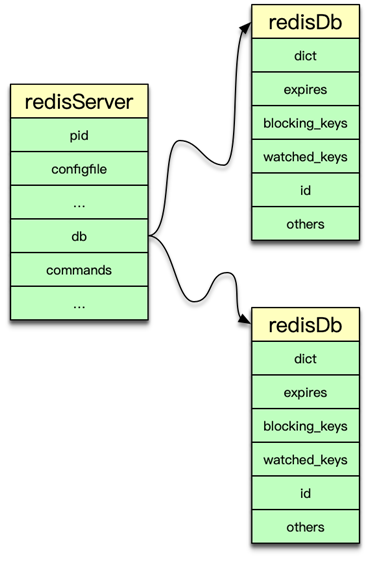 redisServer
pid
configfile
...
db
commands
...
redisDb
dict
expires
blocking_keys
watched_keys
id
others
redisDb
dict
expires
blocking_keys
watched_keys
id
others